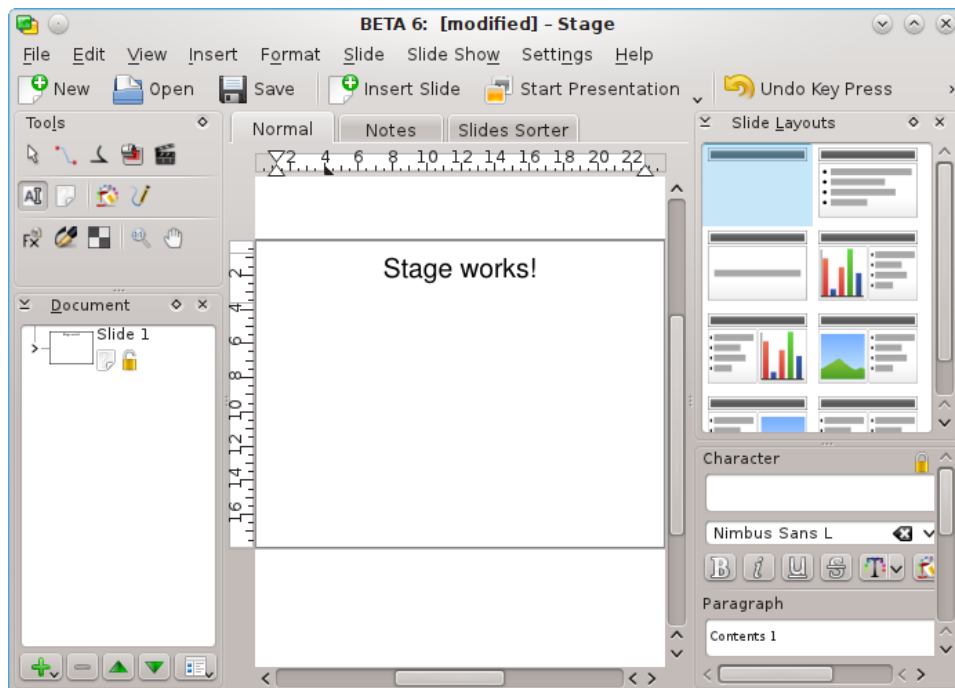 BETA 6:  [modified] – Stage
File Edit View Insert Format Slide Slide Show Settings Help
New Open Save Insert Slide Start Presentation Undo Key Press
Tools
Normal Notes Slides Sorter
Slide Layouts
2 4 6 8 10 12 14 16 18 20 22
Stage works!
2
4
6
8
10
12
14
16
Document
Slide 1
Character
Nimbus Sans L
B i U S T
Paragraph
Contents 1